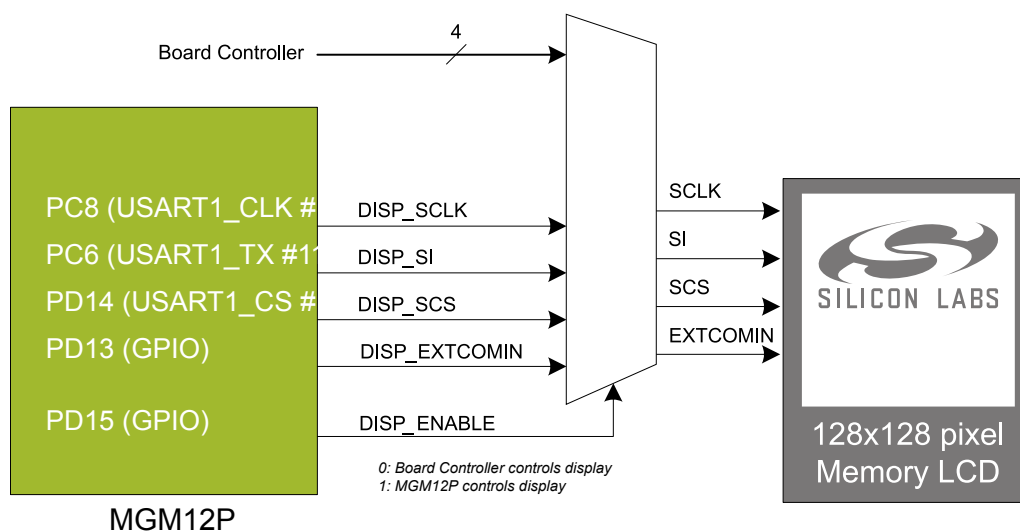 4
Board Controller
PC8 (USART1_CLK #
DISP_SCLK
SCLK
PC6 (USART1_TX #11
DISP_SI
SI
PD14 (USART1_CS #
DISP_SCS
SCS
PD13 (GPIO)
DISP_EXTCOMIN
EXTCOMIN
PD15 (GPIO)
DISP_ENABLE
0: Board Controller controls display
1: MGM12P controls display
SILICON LABS
128x128 pixel
Memory LCD
MGM12P